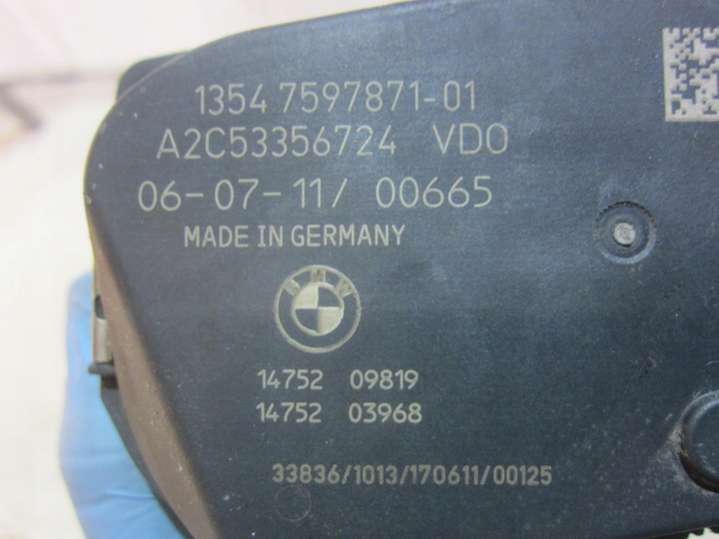 1354 7597871-01
A2C53356724 VDO
06-07-11/ 00665
MADE IN GERMANY
BMW
14752 09819
14752 03968
33836/1013/170611/00125